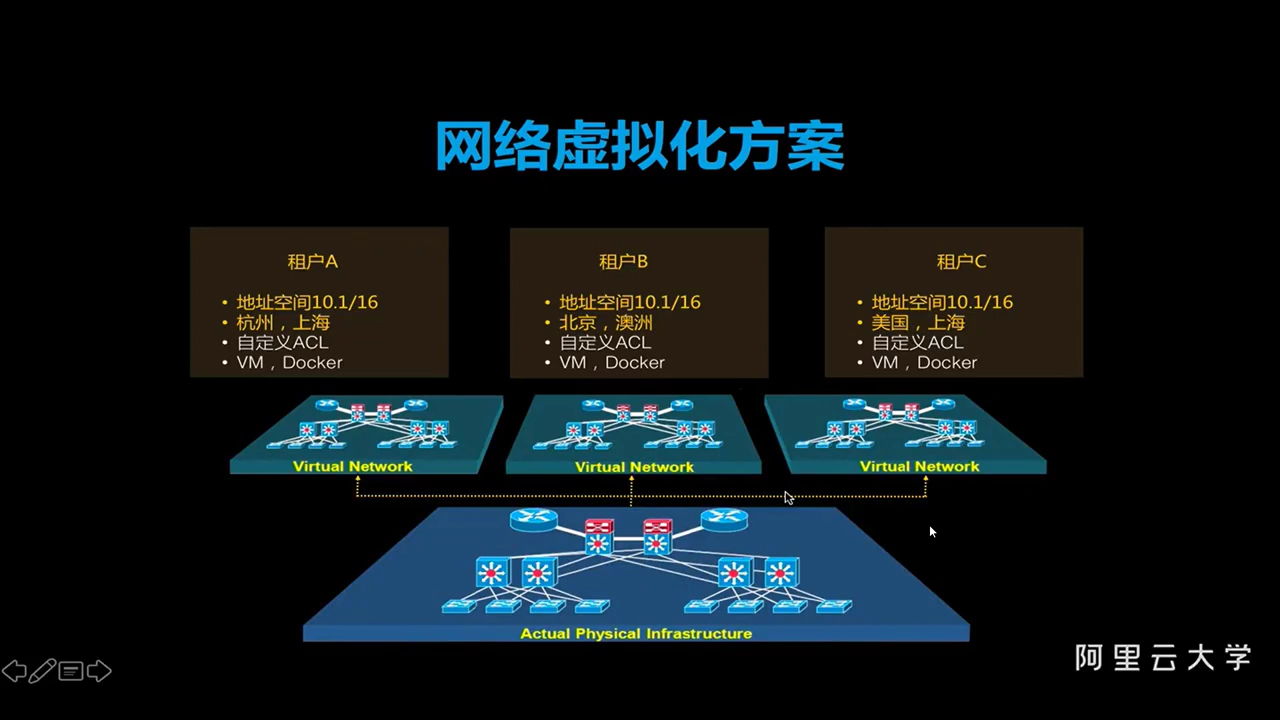 网络虚拟化方案
租户A
• 地址空间10.1/16
• 杭州，上海
• 自定义ACL
• VM，Docker
租户B
• 地址空间10.1/16
• 北京，澳洲
• 自定义ACL
• VM，Docker
租户C
• 地址空间10.1/16
• 美国，上海
• 自定义ACL
• VM，Docker
Virtual Network
Virtual Network
Virtual Network
Actual Physical Infrastructure
阿里云大学